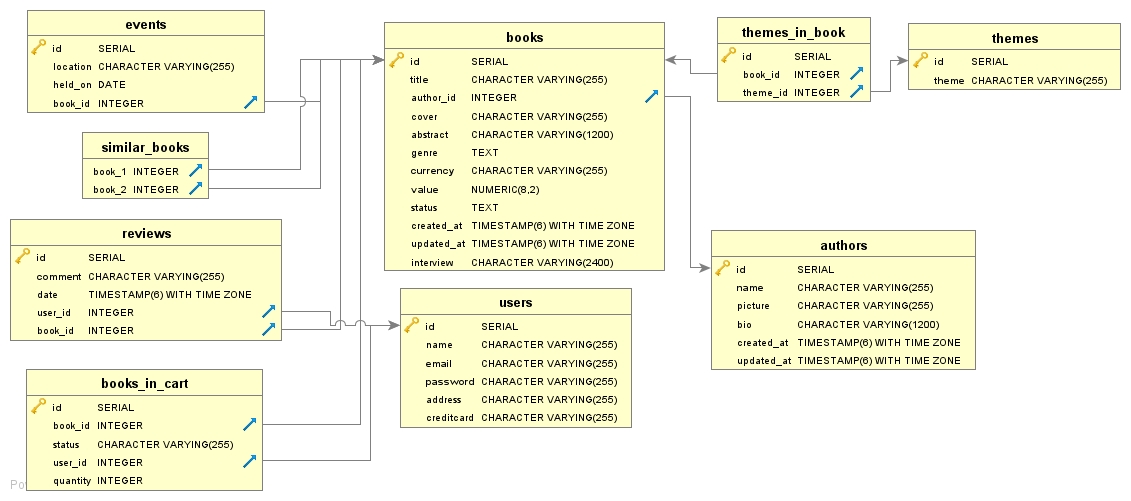 events
id SERIAL
location CHARACTER VARYING(255)
held_on DATE
book_id INTEGER
similar_books
book_1 INTEGER
book_2 INTEGER
reviews
id SERIAL
comment CHARACTER VARYING(255)
date TIMESTAMP(6) WITH TIME ZONE
user_id INTEGER
book_id INTEGER
books_in_cart
id SERIAL
book_id INTEGER
status CHARACTER VARYING(255)
user_id INTEGER
quantity INTEGER
books
id SERIAL
title CHARACTER VARYING(255)
author_id INTEGER
cover CHARACTER VARYING(255)
abstract CHARACTER VARYING(1200)
genre TEXT
currency CHARACTER VARYING(255)
value NUMERIC(8,2)
status TEXT
created_at TIMESTAMP(6) WITH TIME ZONE
updated_at TIMESTAMP(6) WITH TIME ZONE
interview CHARACTER VARYING(2400)
users
id SERIAL
name CHARACTER VARYING(255)
email CHARACTER VARYING(255)
password CHARACTER VARYING(255)
address CHARACTER VARYING(255)
creditcard CHARACTER VARYING(255)
themes_in_book
id SERIAL
book_id INTEGER
theme_id INTEGER
themes
id SERIAL
theme CHARACTER VARYING(255)
authors
id SERIAL
name CHARACTER VARYING(255)
picture CHARACTER VARYING(255)
bio CHARACTER VARYING(1200)
created_at TIMESTAMP(6) WITH TIME ZONE
updated_at TIMESTAMP(6) WITH TIME ZONE